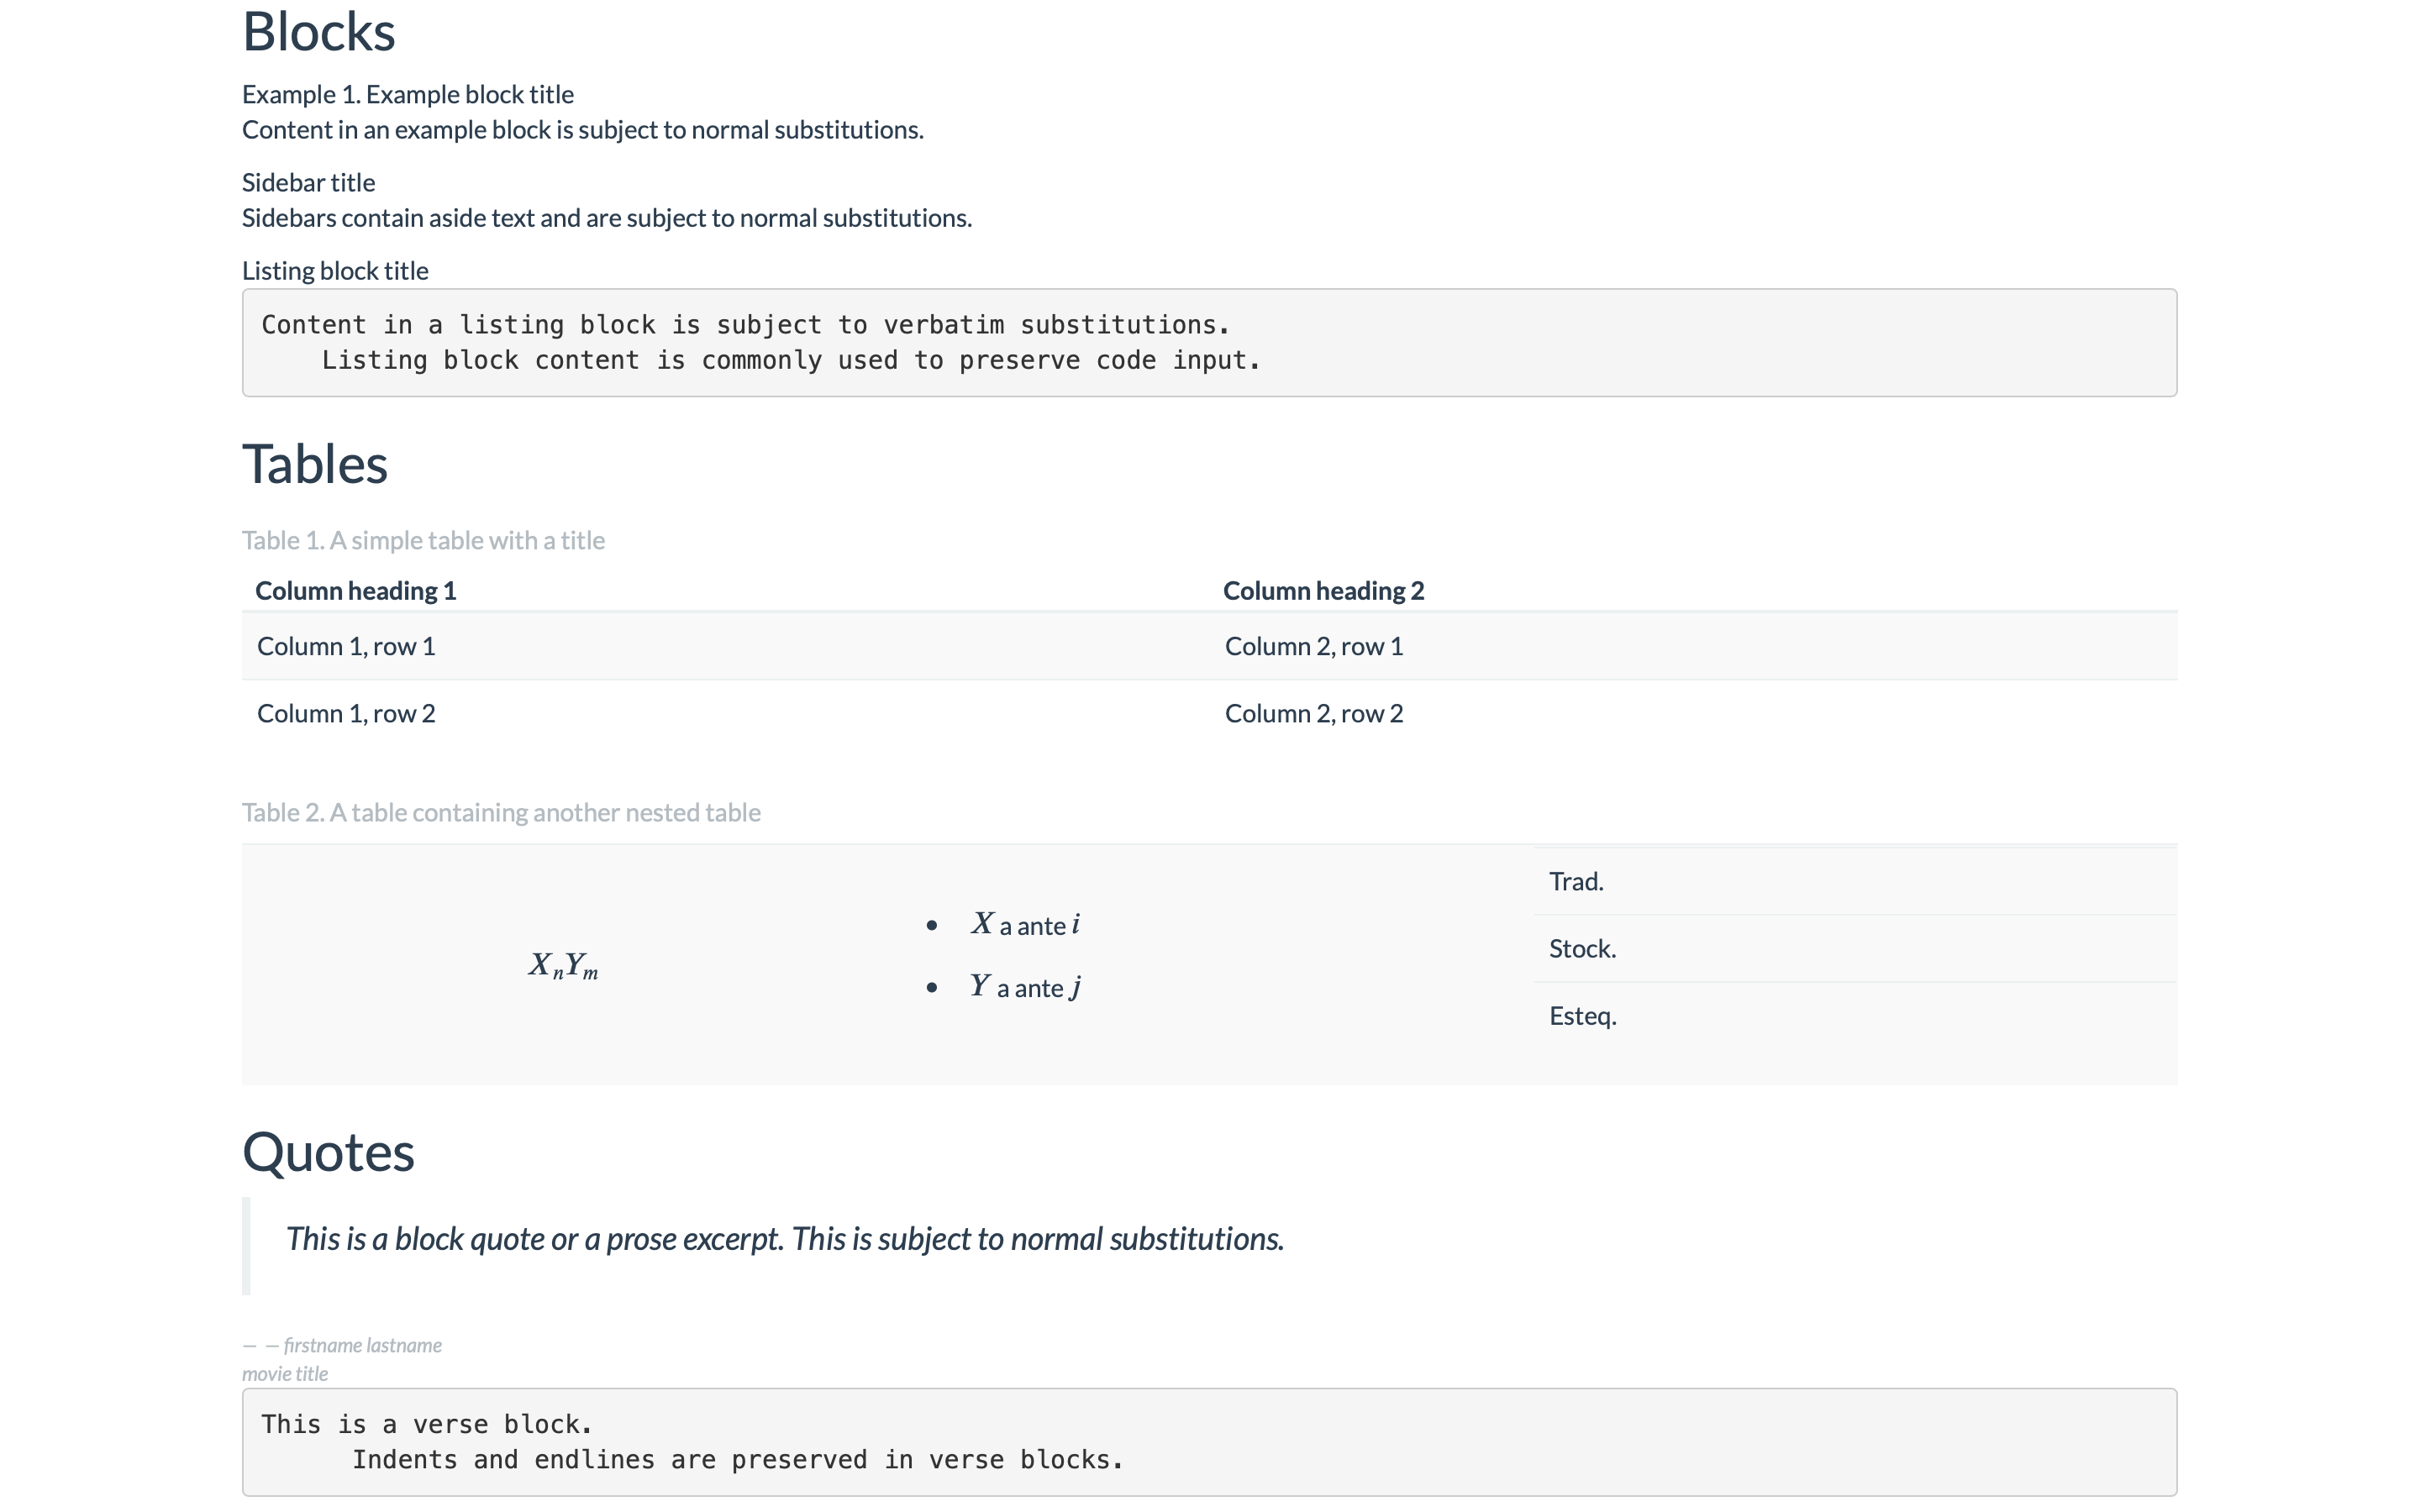 Blocks
Example 1. Example block title
Content in an example block is subject to normal substitutions.
Sidebar title
Sidebars contain aside text and are subject to normal substitutions.
Listing block title
Content in a listing block is subject to verbatim substitutions.
    Listing block content is commonly used to preserve code input.
Tables
Table 1. A simple table with a title
Column heading 1 Column heading 2
Column 1, row 1 Column 2, row 1
Column 1, row 2 Column 2, row 2
Table 2. A table containing another nested table
XnYm
• X a ante i
• Y a ante j
Trad.
Stock.
Esteq.
Quotes
This is a block quote or a prose excerpt. This is subject to normal substitutions.
— — firstname lastname
movie title
This is a verse block.
      Indents and endlines are preserved in verse blocks.